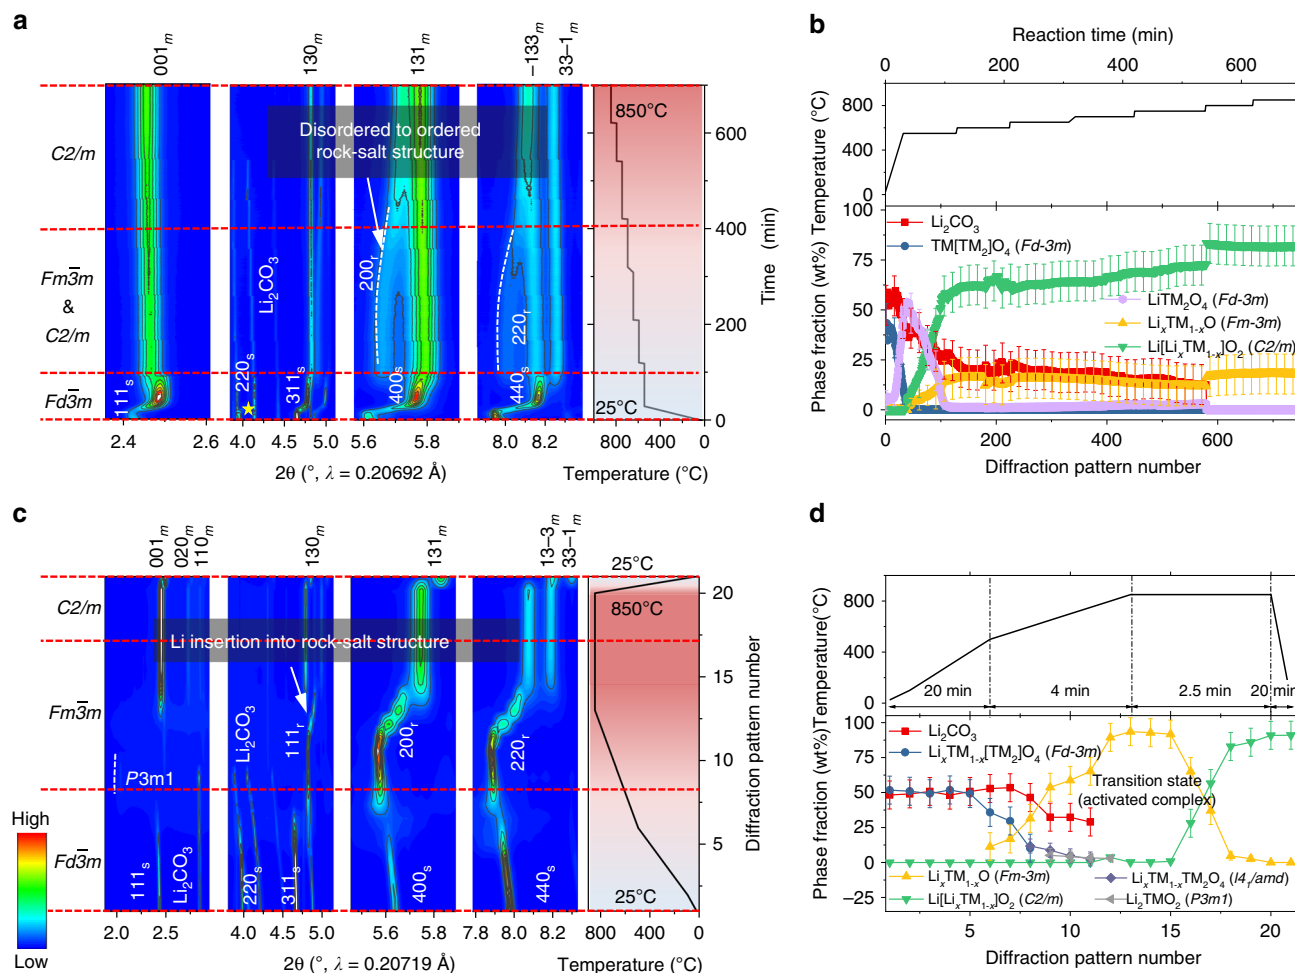 a
001m
130m
131m
-133m
33–1m
C2/m
Fm3̅m
&
C2/m
Fd3̅m
Disordered to ordered
rock-salt structure
111s
220s
Li2CO3
311s
200r
400s
220r
440s
850°C
25°C
600
400
200
0
Time (min)
2.4 2.6 4.0 4.5 5.0 5.6 5.8 8.0 8.2 800 400 0
2θ (°, λ = 0.20692 Å)
Temperature (°C)
b
Reaction time (min)
0 200 400 600
Temperature (°C)
800
400
0
Phase fraction (wt%)
100
75
50
25
0
Li2CO3
TM[TM2]O4 (Fd-3m)
LiTM2O4 (Fd-3m)
LixTM1-xO (Fm-3m)
Li[LixTM1-x]O2 (C2/m)
0 200 400 600
Diffraction pattern number
c
001m
020m
110m
130m
131m
13–3m
33–1m
C2/m
Fm3̅m
Fd3̅m
Li insertion into rock-salt structure
P3m1
111s
Li2CO3
Li2CO3
220s
311s
111r
200r
400s
220r
440s
25°C
850°C
25°C
20
15
10
5
Diffraction pattern number
High
Low
2.0 2.5 4.0 4.5 5.0 5.6 5.8 7.8 8.0 8.2 800 400 0
2θ (°, λ = 0.20719 Å)
Temperature (°C)
d
Temperature(°C)
800
400
0
20 min
4 min
2.5 min
20 min
Phase fraction (wt%)
100
75
50
25
0
−25
Li2CO3
LixTM1-x[TM2]O4 (Fd-3m)
Transition state
(activated complex)
LixTM1-xO (Fm-3m)
LixTM1-xTM2O4 (I41/amd)
Li[LixTM1-x]O2 (C2/m)
Li2TMO2 (P3m1)
5 10 15 20
Diffraction pattern number